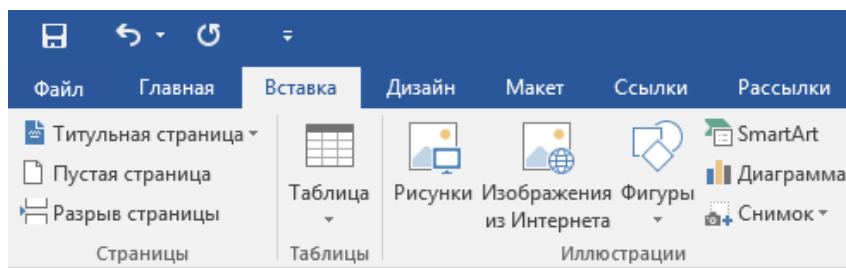 Файл Главная Вставка Дизайн Макет Ссылки Рассылки
Титульная страница
Пустая страница
Разрыв страницы
Страницы
Таблица
Таблицы
Рисунки
Изображения
из Интернета
Фигуры
SmartArt
Диаграмма
Снимок
Иллюстрации